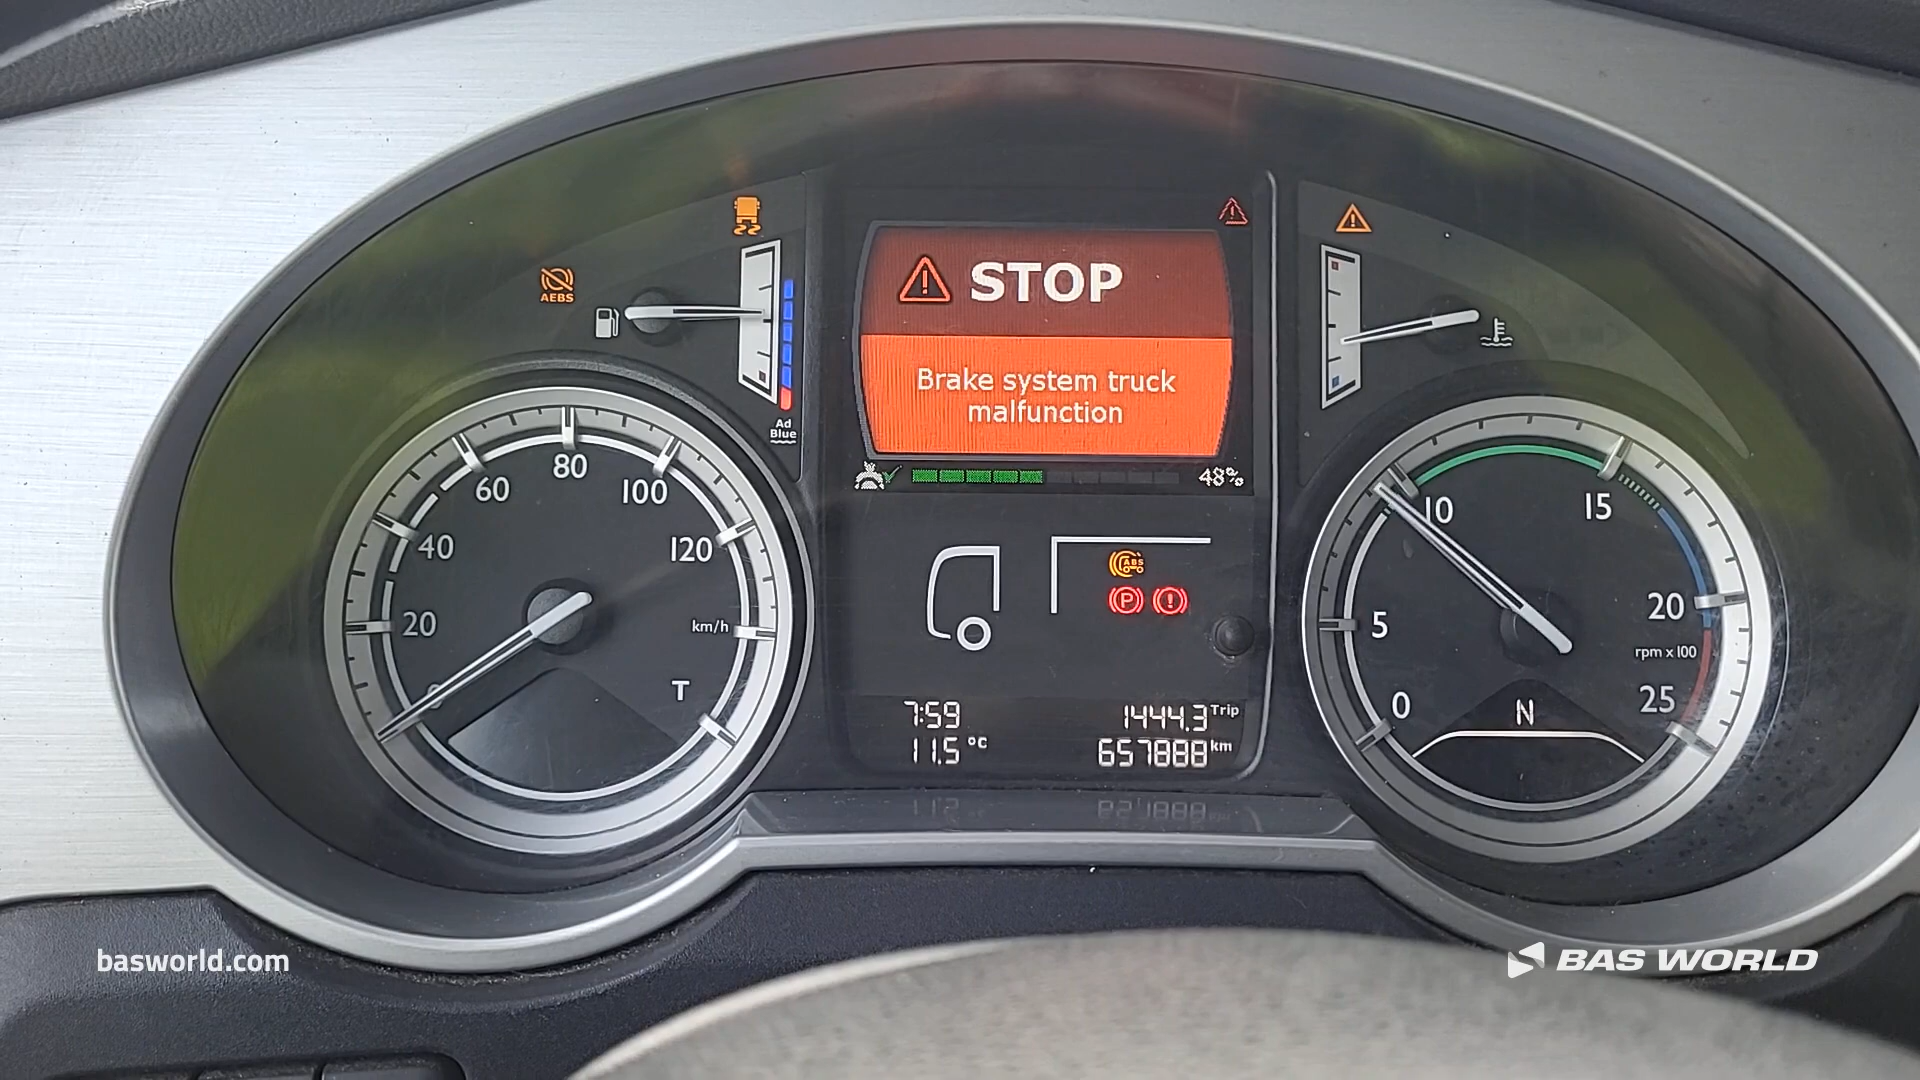 STOP
Brake system truck
malfunction
AEBS
Ad
Blue
48%
0
20
40
60
80
100
120
km/h
T
ABS
P
7:59
11.5 °C
1444.3 Trip
657888 km
0
5
10
15
20
25
rpm x 100
N
basworld.com
BAS WORLD